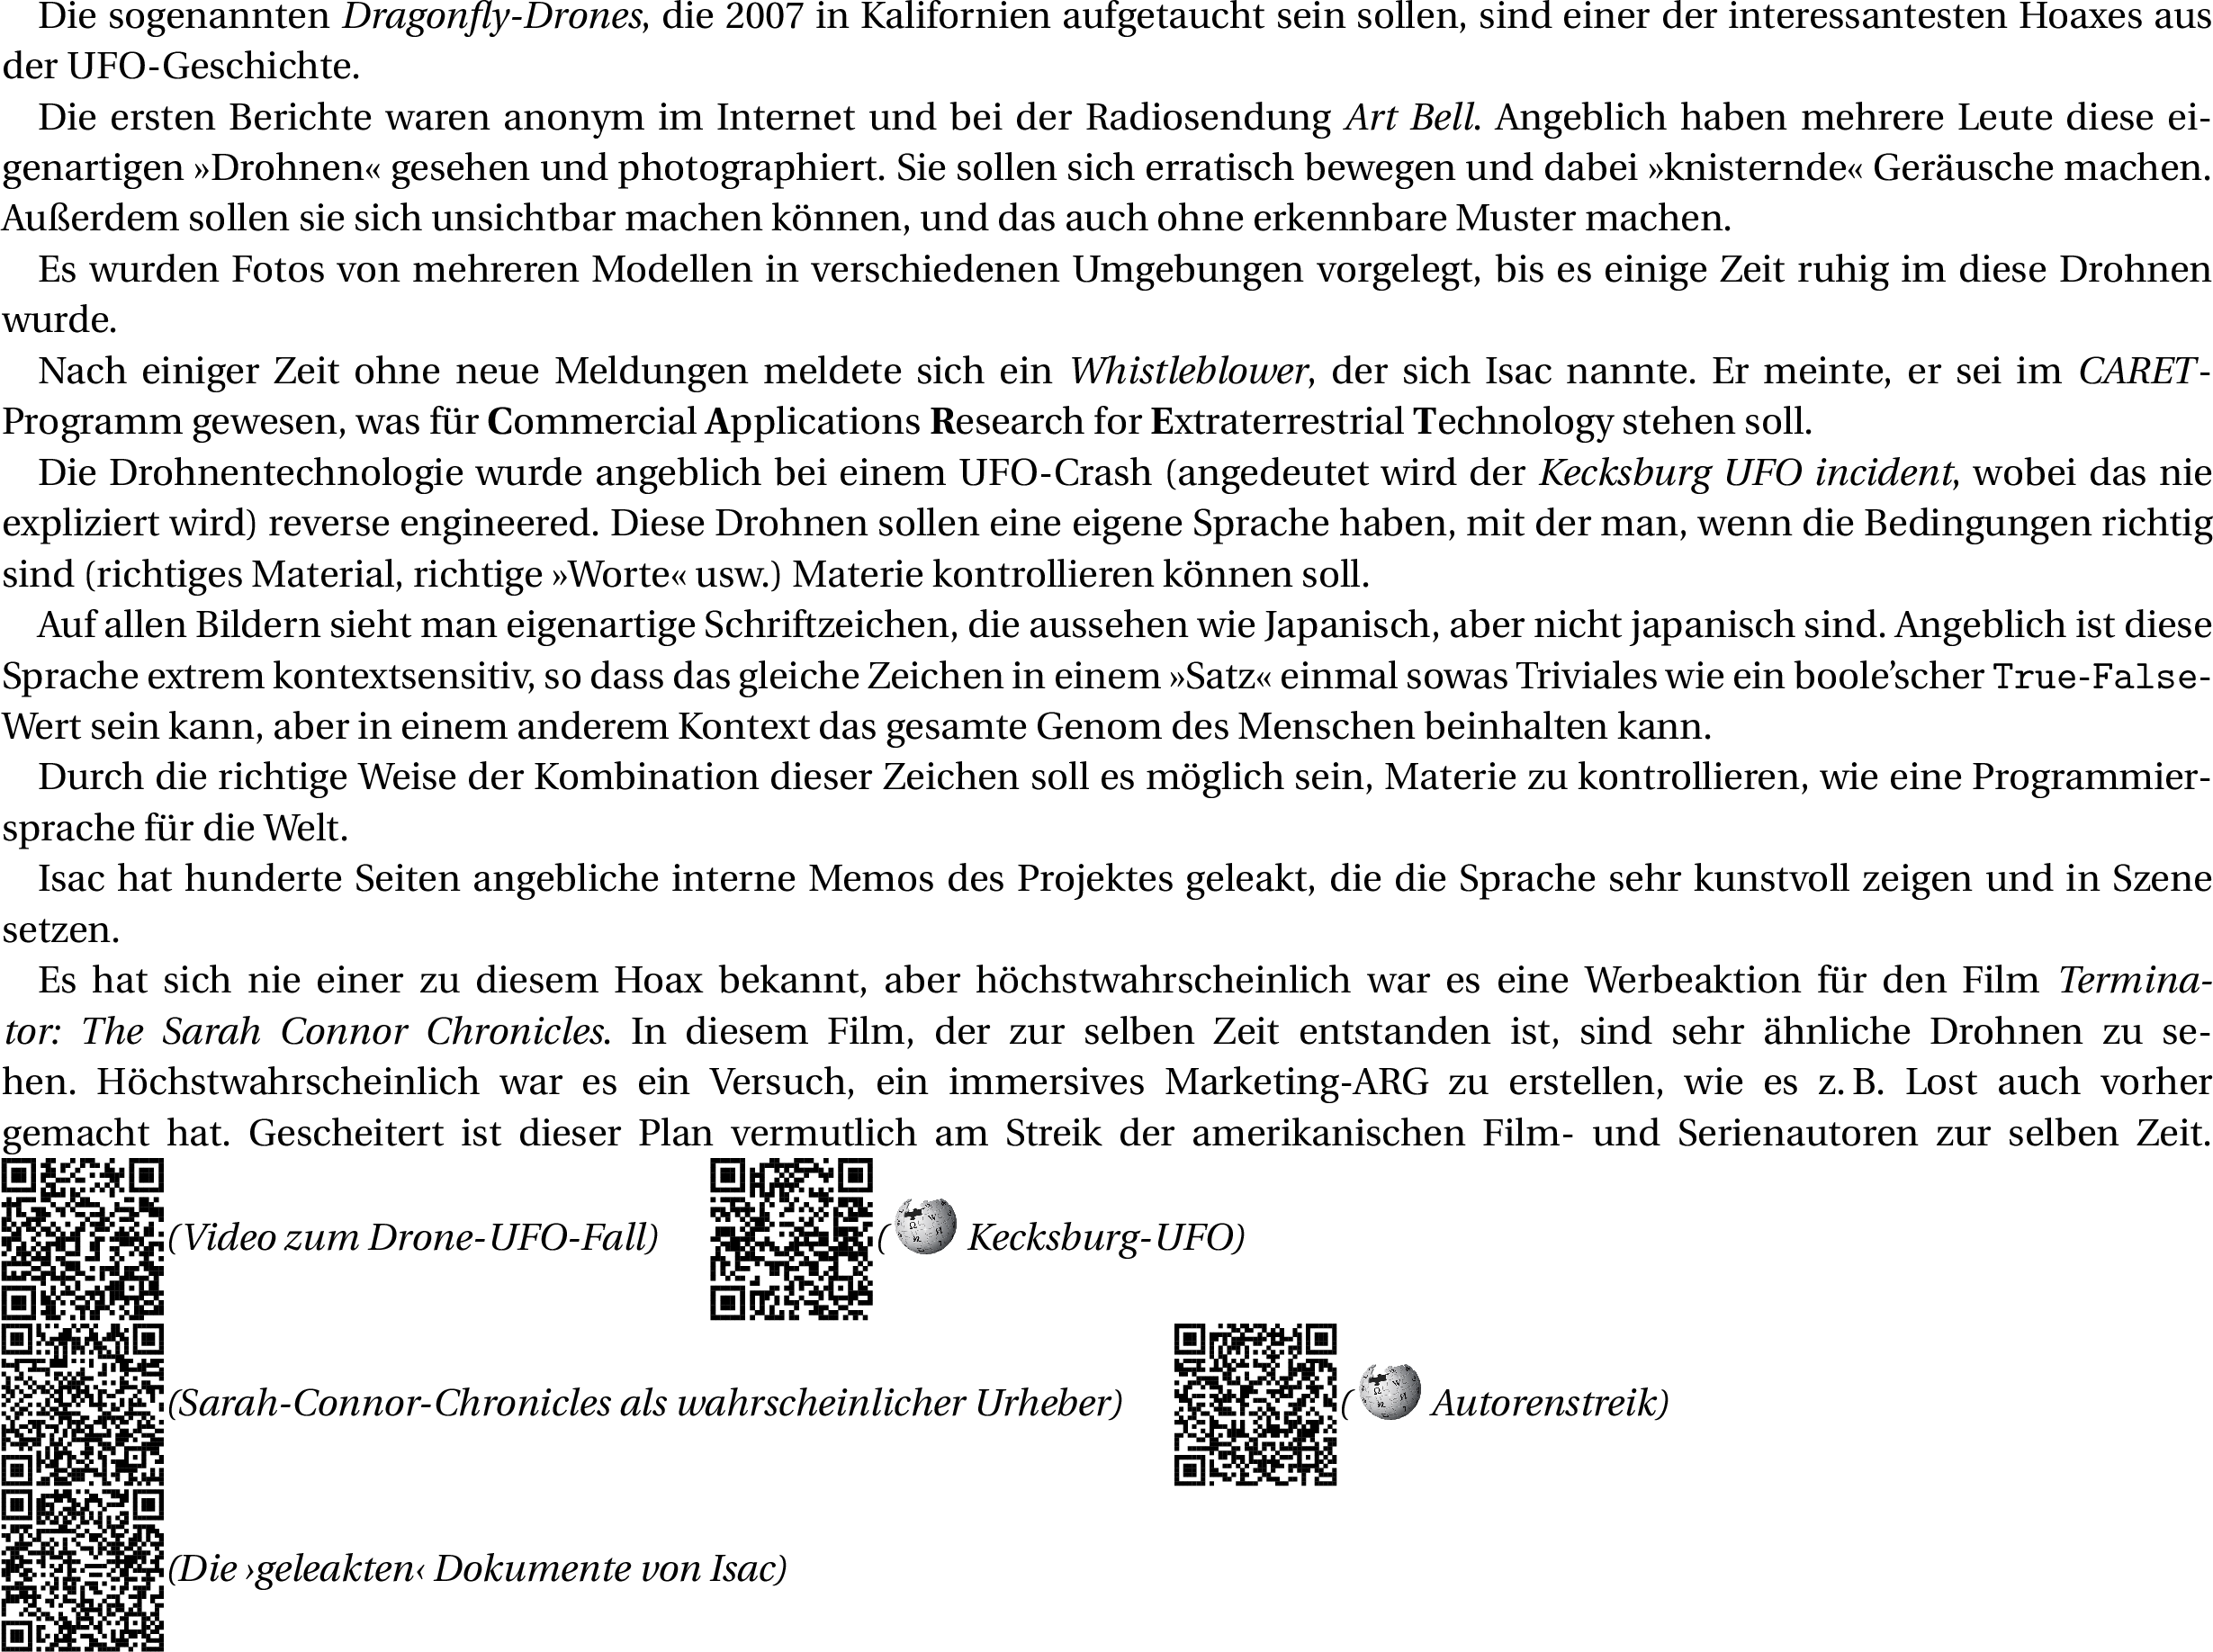 Die sogenannten Dragonfly-Drones, die 2007 in Kalifornien aufgetaucht sein sollen, sind einer der interessantesten Hoaxes aus
der UFO-Geschichte.
Die ersten Berichte waren anonym im Internet und bei der Radiosendung Art Bell. Angeblich haben mehrere Leute diese ei-
genartigen »Drohnen« gesehen und photographiert. Sie sollen sich erratisch bewegen und dabei »knisternde« Geräusche machen.
Außerdem sollen sie sich unsichtbar machen können, und das auch ohne erkennbare Muster machen.
Es wurden Fotos von mehreren Modellen in verschiedenen Umgebungen vorgelegt, bis es einige Zeit ruhig im diese Drohnen
wurde.
Nach einiger Zeit ohne neue Meldungen meldete sich ein Whistleblower, der sich Isac nannte. Er meinte, er sei im CARET-
Programm gewesen, was für Commercial Applications Research for Extraterrestrial Technology stehen soll.
Die Drohnentechnologie wurde angeblich bei einem UFO-Crash (angedeutet wird der Kecksburg UFO incident, wobei das nie
expliziert wird) reverse engineered. Diese Drohnen sollen eine eigene Sprache haben, mit der man, wenn die Bedingungen richtig
sind (richtiges Material, richtige »Worte« usw.) Materie kontrollieren können soll.
Auf allen Bildern sieht man eigenartige Schriftzeichen, die aussehen wie Japanisch, aber nicht japanisch sind. Angeblich ist diese
Sprache extrem kontextsensitiv, so dass das gleiche Zeichen in einem »Satz« einmal sowas Triviales wie ein boole’scher True-False-
Wert sein kann, aber in einem anderem Kontext das gesamte Genom des Menschen beinhalten kann.
Durch die richtige Weise der Kombination dieser Zeichen soll es möglich sein, Materie zu kontrollieren, wie eine Programmier-
sprache für die Welt.
Isac hat hunderte Seiten angebliche interne Memos des Projektes geleakt, die die Sprache sehr kunstvoll zeigen und in Szene
setzen.
Es hat sich nie einer zu diesem Hoax bekannt, aber höchstwahrscheinlich war es eine Werbeaktion für den Film Termina-
tor: The Sarah Connor Chronicles. In diesem Film, der zur selben Zeit entstanden ist, sind sehr ähnliche Drohnen zu se-
hen. Höchstwahrscheinlich war es ein Versuch, ein immersives Marketing-ARG zu erstellen, wie es z. B. Lost auch vorher
gemacht hat. Gescheitert ist dieser Plan vermutlich am Streik der amerikanischen Film- und Serienautoren zur selben Zeit.
(Video zum Drone-UFO-Fall) ( Kecksburg-UFO)
(Sarah-Connor-Chronicles als wahrscheinlicher Urheber) ( Autorenstreik)
(Die ›geleakten‹ Dokumente von Isac)